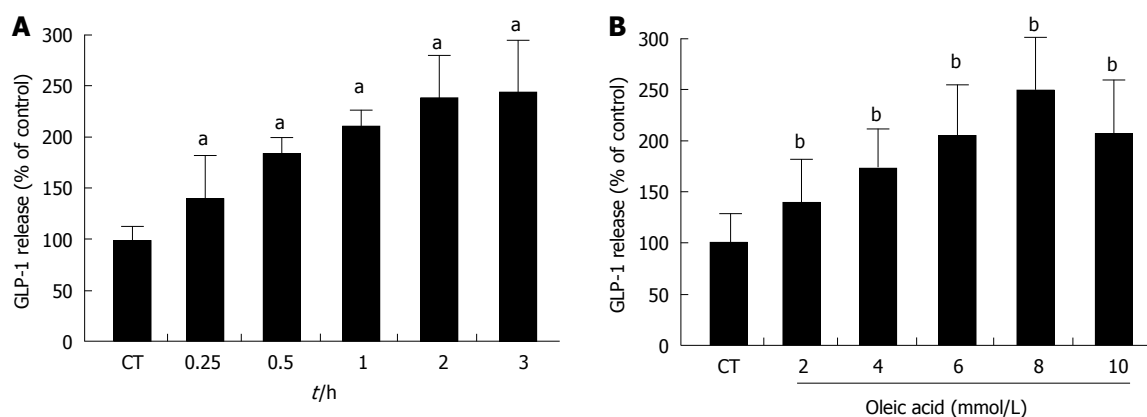 A
GLP-1 release (% of control)
300
250
200
150
100
50
0
a
a
a
a
a
CT
0.25
0.5
1
2
3
t/h
B
GLP-1 release (% of control)
300
250
200
150
100
50
0
b
b
b
b
b
CT
2
4
6
8
10
Oleic acid (mmol/L)